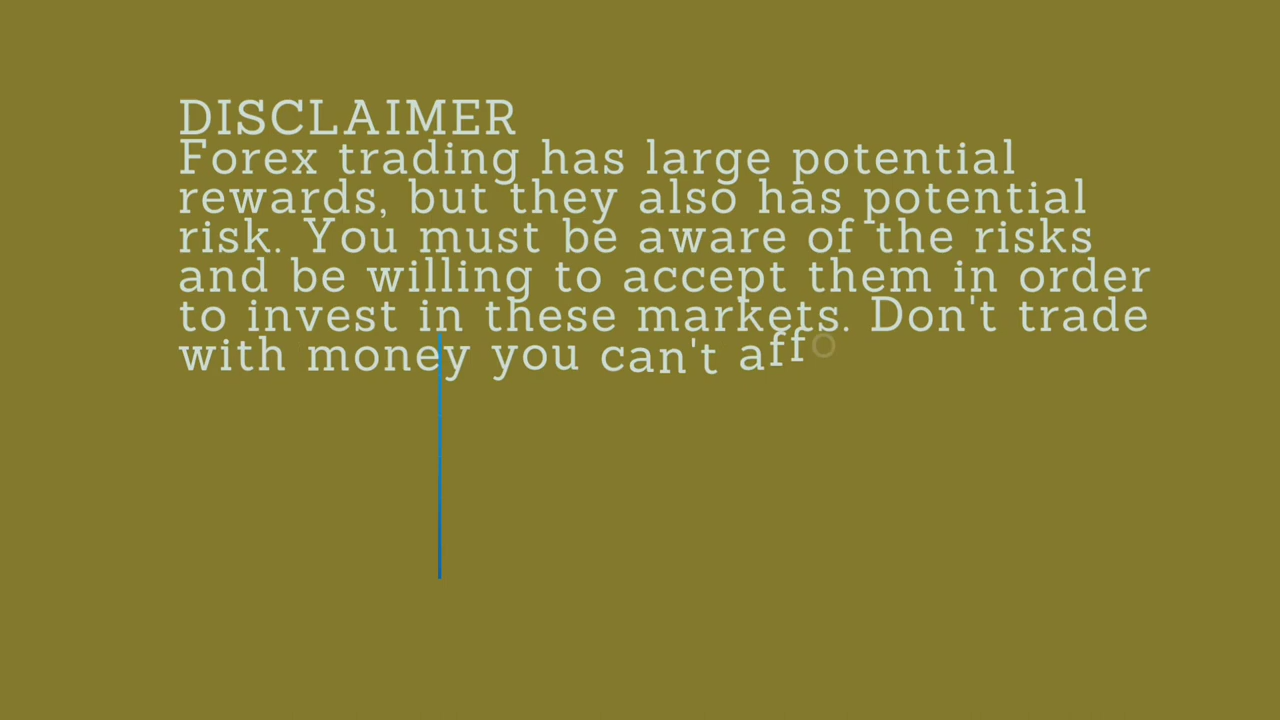 DISCLAIMER
Forex trading has large potential
rewards, but they also has potential
risk. You must be aware of the risks
and be willing to accept them in order
to invest in these markets. Don't trade
with money you can't affo